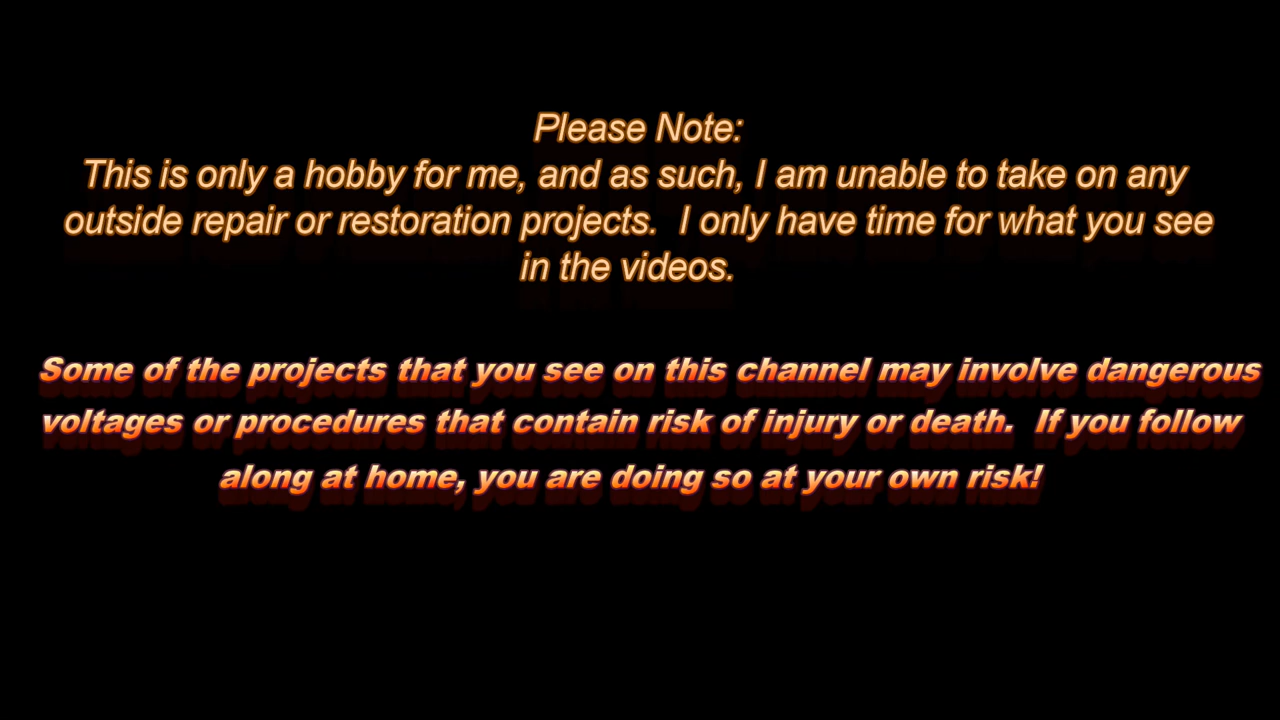 Please Note:
This is only a hobby for me, and as such, I am unable to take on any
outside repair or restoration projects.  I only have time for what you see
in the videos.
Some of the projects that you see on this channel may involve dangerous
voltages or procedures that contain risk of injury or death.  If you follow
along at home, you are doing so at your own risk!